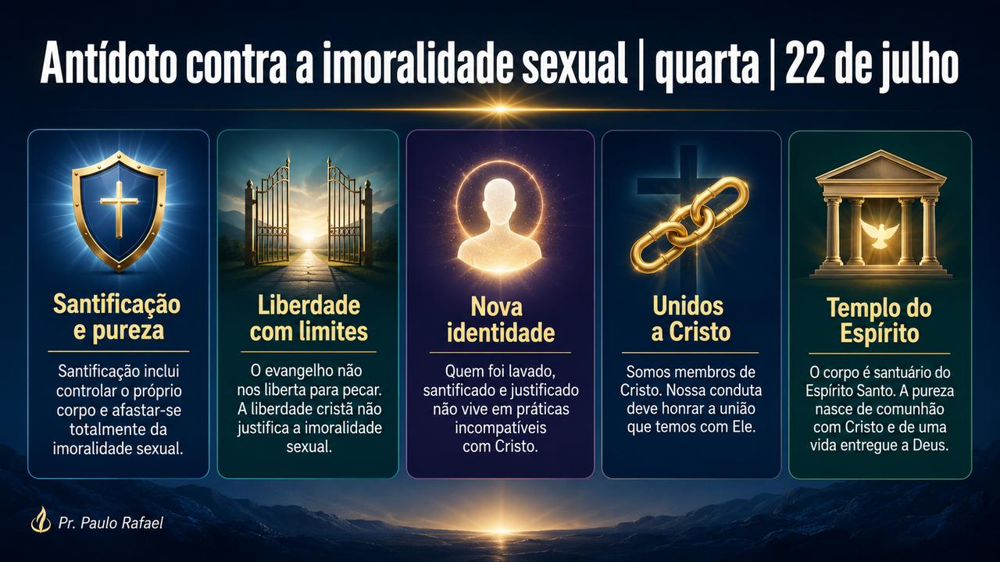 Antídoto contra a imoralidade sexual | quarta | 22 de julho
Santificação
e pureza
Santificação inclui
controlar o próprio
corpo e afastar-se
totalmente da
imoralidade sexual.
Liberdade
com limites
O evangelho não
nos liberta para pecar.
A liberdade cristã não
justifica a imoralidade
sexual.
Nova
identidade
Quem foi lavado,
santificado e justificado
não vive em práticas
incompatíveis
com Cristo.
Unidos
a Cristo
Somos membros de
Cristo. Nossa conduta
deve honrar a união
que temos com Ele.
Templo do
Espírito
O corpo é santuário do
Espírito Santo. A pureza
nasce de comunhão
com Cristo e de uma
vida entregue a Deus.
Pr. Paulo Rafael